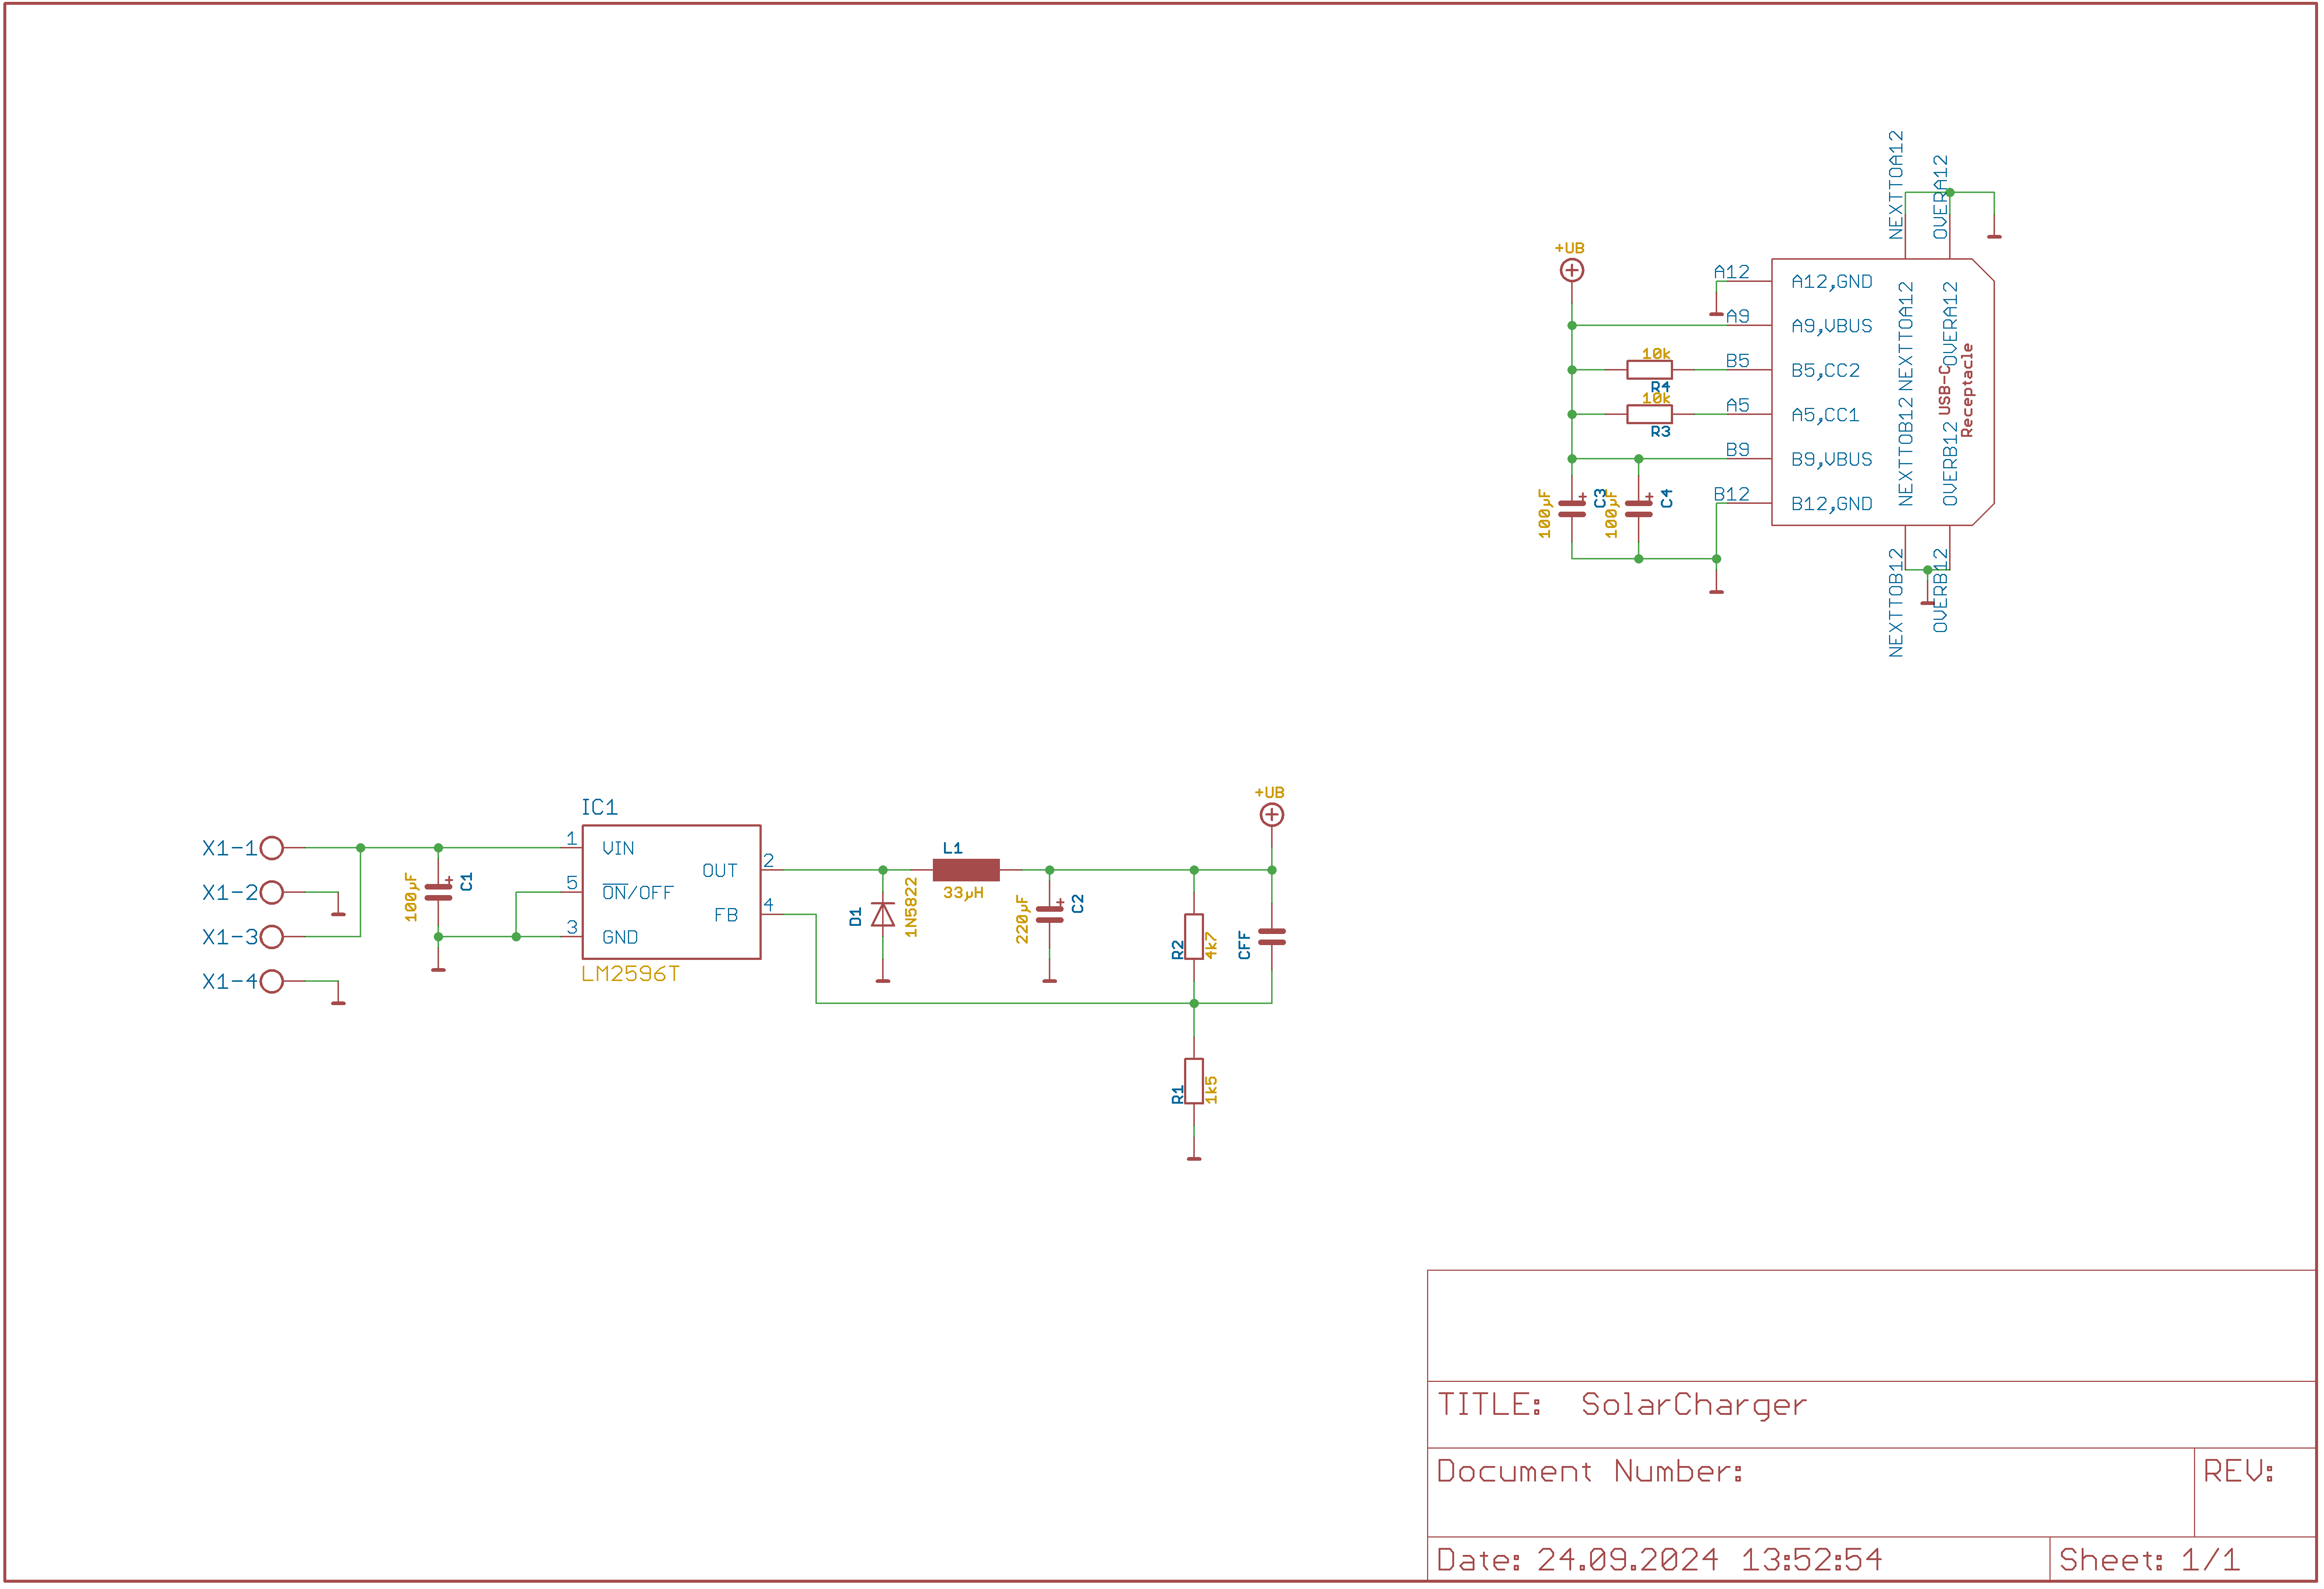 NEXTTOA12
OVERA12
+UB
A12
A12,GND
A9
A9,VBUS
10k
R4
B5
B5,CC2
10k
R3
A5
A5,CC1
B9
B9,VBUS
100µF
C3
100µF
C4
B12
B12,GND
NEXTTOB12 NEXTTOA12
OVERB12 OVERA12
USB-C
Receptacle
NEXTTOB12
OVERB12
X1-1
X1-2
X1-3
X1-4
100µF
C1
IC1
1
VIN
5
ON/OFF
3
GND
OUT
2
FB
4
LM2596T
D1
1N5822
L1
33µH
220µF
C2
+UB
R2
4k7
CFF
R1
1k5
TITLE: SolarCharger
Document Number:
REV:
Date: 24.09.2024 13:52:54
Sheet: 1/1